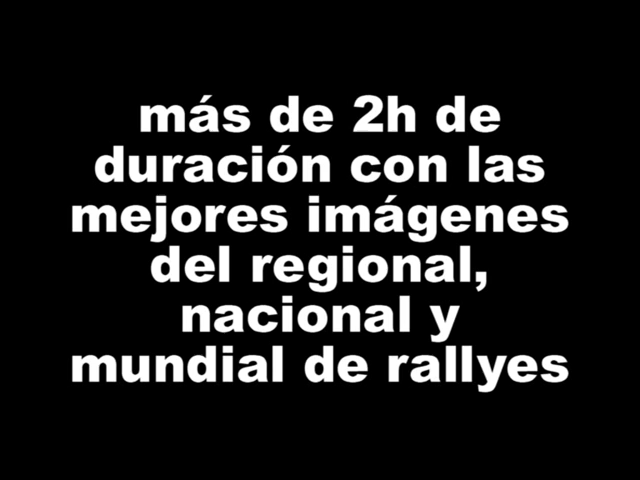 más de 2h de
duración con las
mejores imágenes
del regional,
nacional y
mundial de rallyes